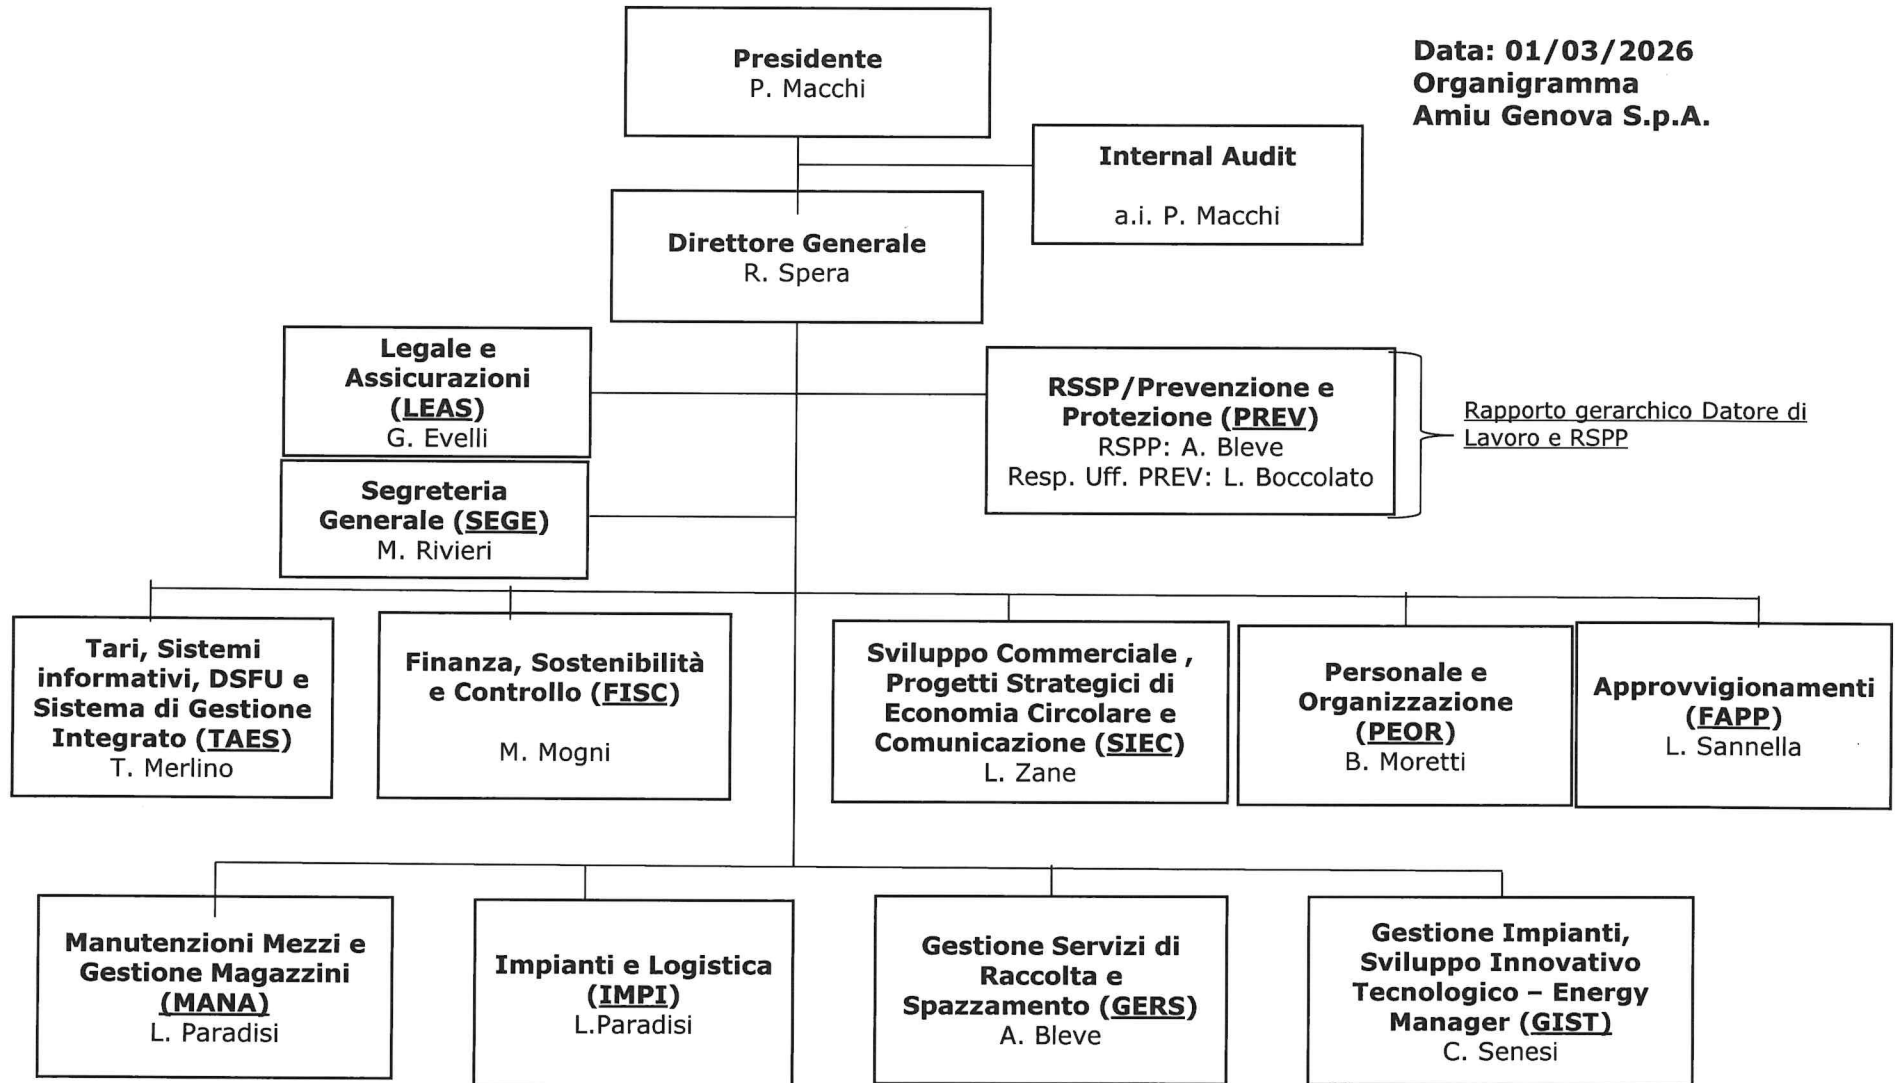 Presidente
P. Macchi
Data: 01/03/2026
Organigramma
Amiu Genova S.p.A.
Internal Audit
a.i. P. Macchi
Direttore Generale
R. Spera
Legale e
Assicurazioni
(LEAS)
G. Evelli
RSSP/Prevenzione e
Protezione (PREV)
RSPP: A. Bleve
Resp. Uff. PREV: L. Boccolato
Rapporto gerarchico Datore di
Lavoro e RSPP
Segreteria
Generale (SEGE)
M. Rivieri
Tari, Sistemi
informativi, DSFU e
Sistema di Gestione
Integrato (TAES)
T. Merlino
Finanza, Sostenibilità
e Controllo (FISC)
M. Mogni
Sviluppo Commerciale ,
Progetti Strategici di
Economia Circolare e
Comunicazione (SIEC)
L. Zane
Personale e
Organizzazione
(PEOR)
B. Moretti
Approvvigionamenti
(FAPP)
L. Sannella
Manutenzioni Mezzi e
Gestione Magazzini
(MANA)
L. Paradisi
Impianti e Logistica
(IMPI)
L.Paradisi
Gestione Servizi di
Raccolta e
Spazzamento (GERS)
A. Bleve
Gestione Impianti,
Sviluppo Innovativo
Tecnologico – Energy
Manager (GIST)
C. Senesi